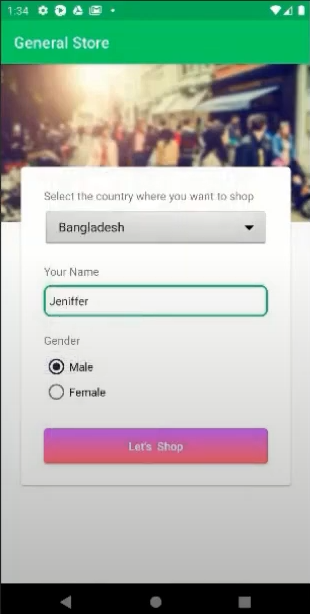 1:34
General Store
Select the country where you want to shop
Bangladesh
Your Name
Jeniffer
Gender
Male
Female
Let's Shop